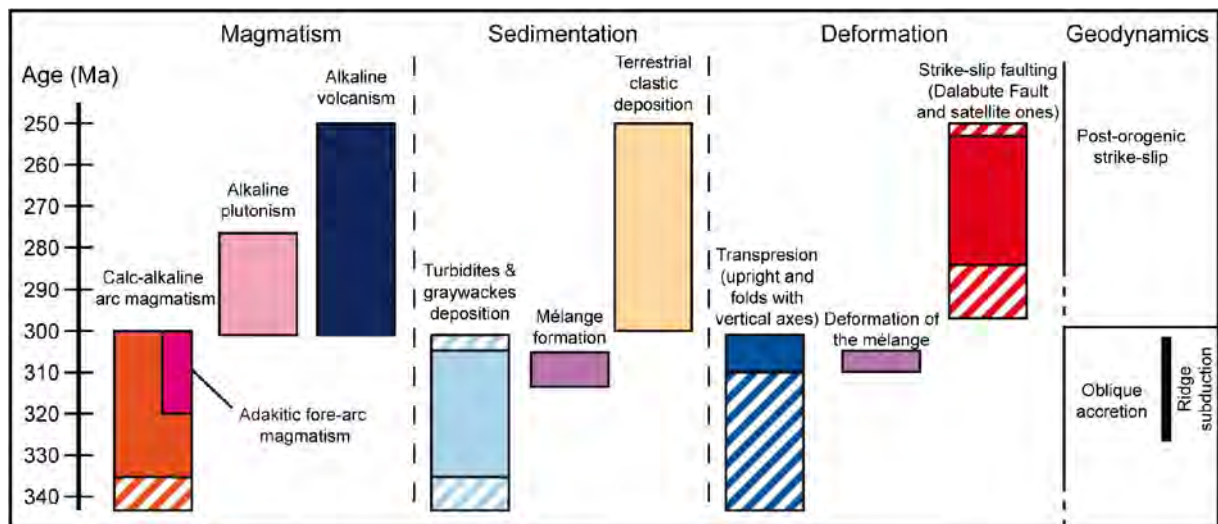 Magmatism
Sedimentation
Deformation
Geodynamics
Age (Ma)
250
260
270
280
290
300
310
320
330
340
Calc-alkaline
arc magmatism
Adakitic fore-arc
magmatism
Alkaline
plutonism
Alkaline
volcanism
Turbidites &
graywackes
deposition
Mélange
formation
Terrestrial
clastic
deposition
Transpresion
(upright and
folds with
vertical axes)
Deformation of
the mélange
Strike-slip faulting
(Dalabute Fault
and satellite ones)
Post-orogenic
strike-slip
Oblique
accretion
Ridge
subduction